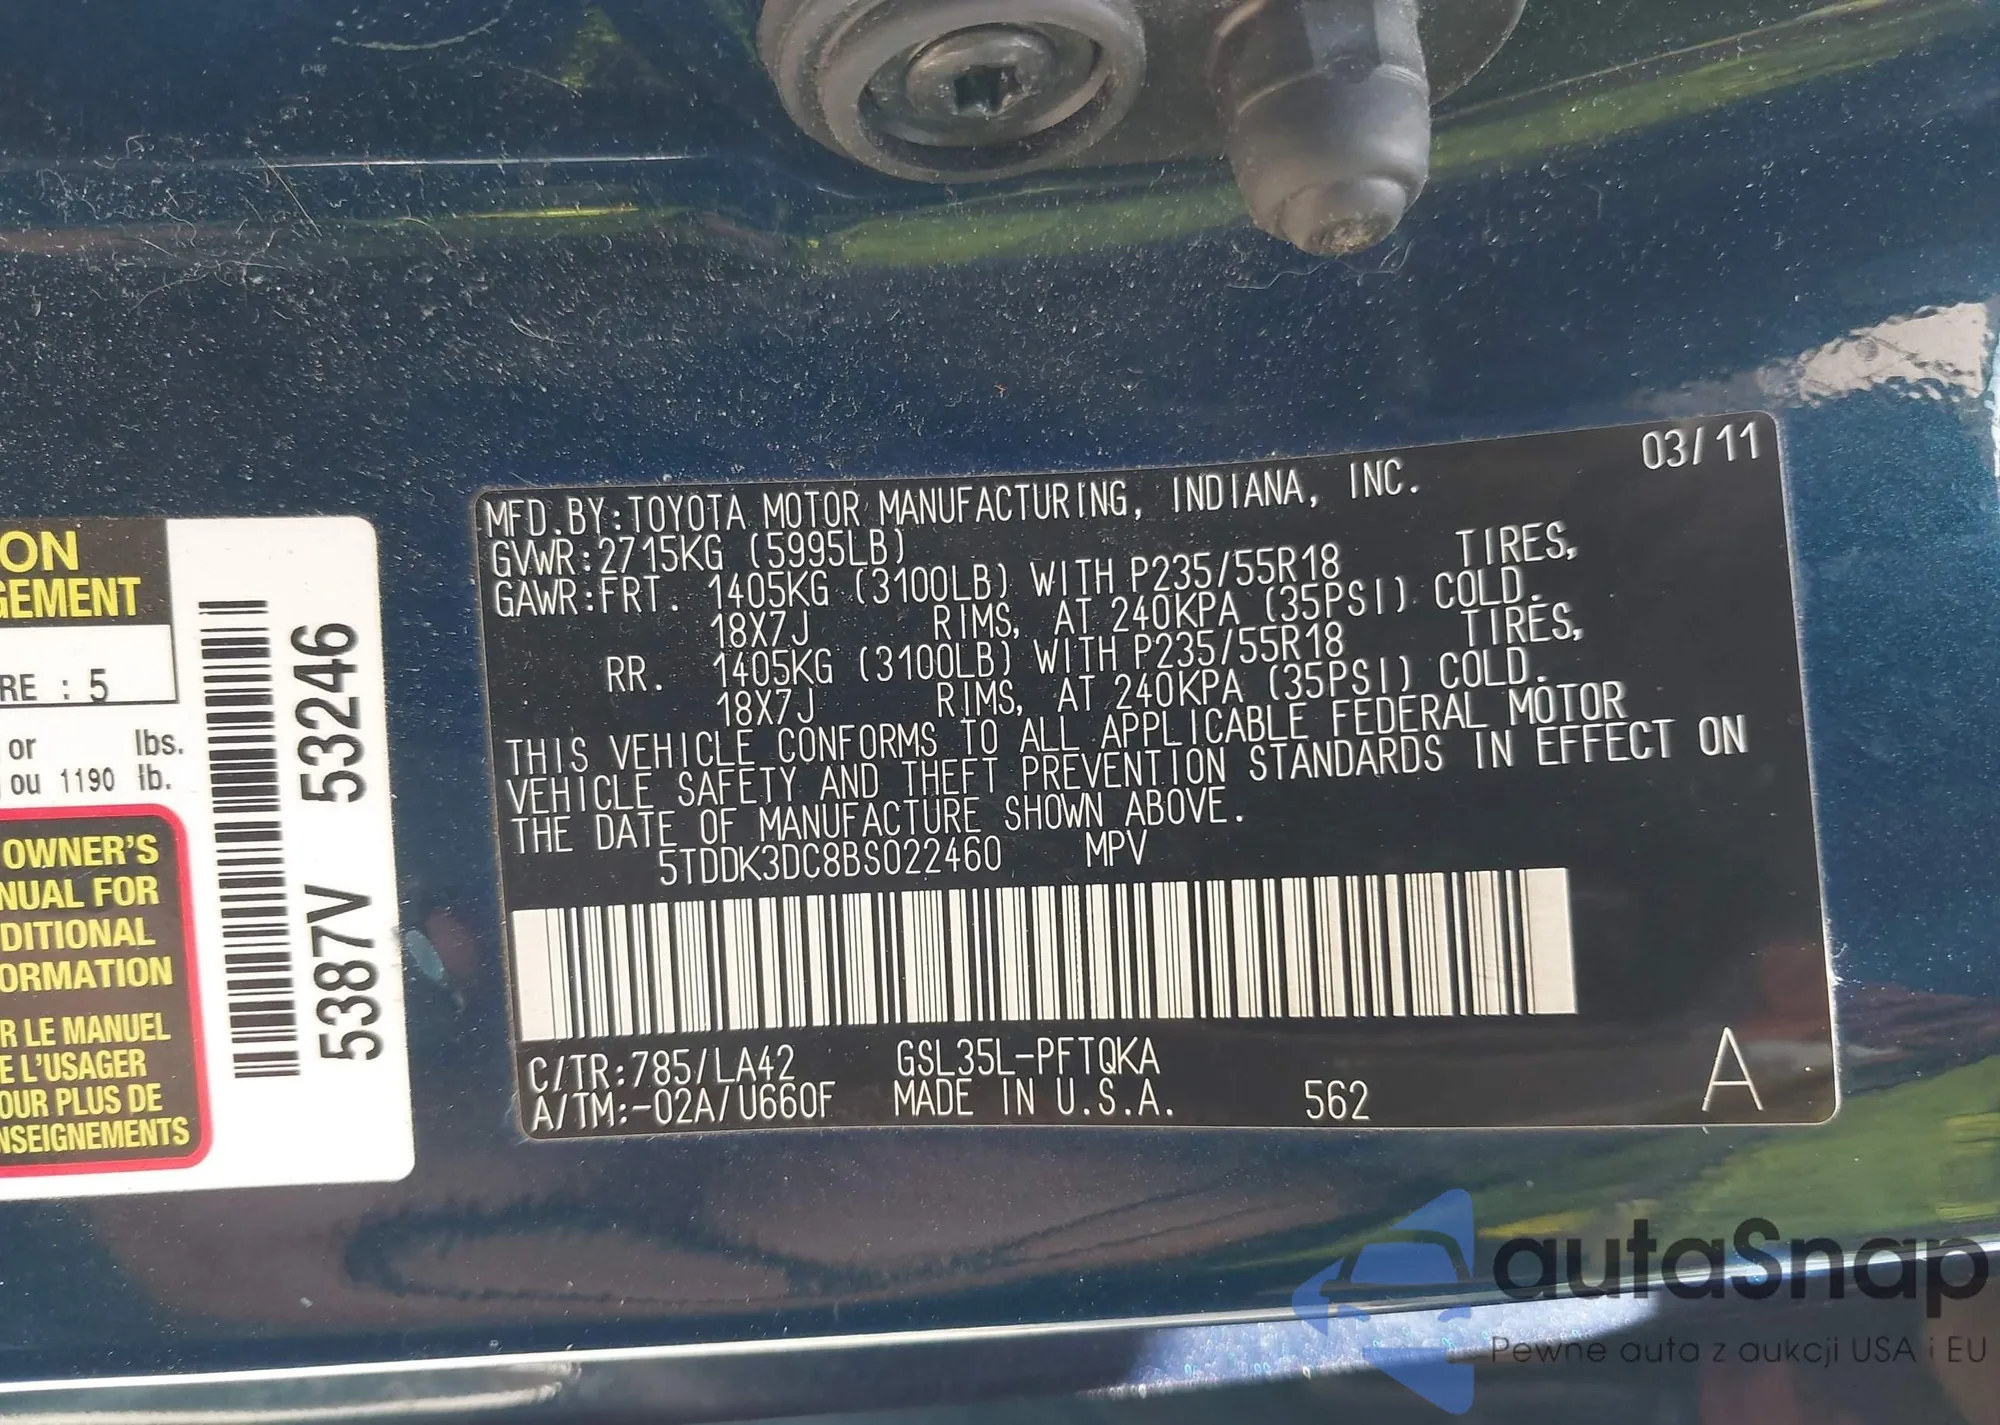 ON
GEMENT
RE : 5
or lbs.
ou 1190 lb.
OWNER'S
NUAL FOR
DITIONAL
ORMATION
R LE MANUEL
E L'USAGER
OUR PLUS DE
NSEIGNEMENTS
5387V 53246
03/11
MFD.BY:TOYOTA MOTOR MANUFACTURING, INDIANA, INC.
GVWR:2715KG (5995LB)
GAWR:FRT. 1405KG (3100LB) WITH P235/55R18 TIRES,
18X7J RIMS, AT 240KPA (35PSI) COLD.
RR. 1405KG (3100LB) WITH P235/55R18 TIRES,
18X7J RIMS, AT 240KPA (35PSI) COLD.
THIS VEHICLE CONFORMS TO ALL APPLICABLE FEDERAL MOTOR
VEHICLE SAFETY AND THEFT PREVENTION STANDARDS IN EFFECT ON
THE DATE OF MANUFACTURE SHOWN ABOVE.
5TDDK3DC8BS022460 MPV
C/TR:785/LA42 GSL35L-PFTQKA
A/TM:-02A/U660F MADE IN U.S.A. 562 A
autaSnap
Pewne auta z aukcji USA i EU